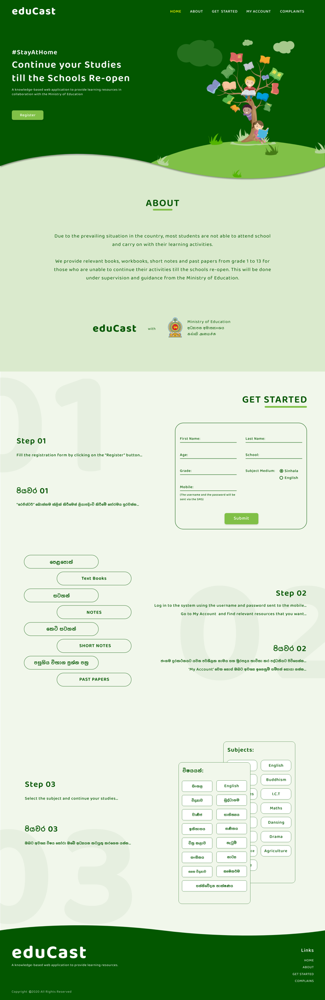 eduCast
HOME ABOUT GET STARTED MY ACCOUNT COMPLAINTS
#StayAtHome
Continue your Studies
till the Schools Re-open
A knowledge-based web application to provide learning resources in
collaboration with the Ministry of Education
Register
ABOUT
Due to the prevailing situation in the country, most students are not able to attend school
and carry on with their learning activities.
We provide relevant books, workbooks, short notes and past papers from grade 1 to 13 for
those who are unable to continue their activities till the schools re-open. This will be done
under supervision and guidance from the Ministry of Education.
eduCast with
Ministry of Education
අධ්‍යාපන අමාත්‍යාංශය
கல்வி அமைச்சு
01
GET STARTED
Step 01
Fill the registration form by clicking on the "Register" button...
පියවර 01
"රෙජිස්ටර්" බොත්තම ක්ලික් කිරීමෙන් ලියාපදිංචි කිරීමේ පෝරමය පුරවන්න...
First Name: Last Name:
Age: School:
Grade: Subject Medium: Sinhala
English
Mobile:
(The username and the password will be
sent via the SMS)
Submit
පෙළපොත්
Text Books
සටහන්
NOTES
කෙටි සටහන්
SHORT NOTES
පසුගිය විභාග ප්‍රශ්න පත්‍ර
PAST PAPERS
02
Step 02
Log in to the system using the username and password sent to the mobile...
Go to My Account and find relevant resources that you want...
පියවර 02
ජංගම දුරකථනයට යවන පරිශීලක නාමය සහ මුරපදය භාවිතා කර පද්ධතියට පිවිසෙන්න...
'My Account' වෙත ගොස් ඔබට අවශ්‍ය ඉගෙනුම් සම්පත් සොයා ගන්න...
03
Step 03
Select the subject and continue your studies...
පියවර 03
ඔබට අවශ්‍ය විෂය තෝරා ඔබේ අධ්‍යයන කටයුතු කරගෙන යන්න...
Subjects:
English
Buddhism
I.C.T
Maths
Dansing
Drama
Agriculture
විෂයයන්:
සිංහල English
විද්‍යාව බුද්ධාගම
වාණිජ සාහිත්‍යය
ඉතිහාසය ගණිතය
චිත්‍ර කලාව නැටුම්
සංගීතය නාට්‍ය
ගෘහ විද්‍යාව කෘෂිකර්ම
සන්නිවේදන තාක්ෂණය
eduCast
A knowledge-based web application to provide learning resources.
Links
HOME
ABOUT
GET STARTED
COMPLAINS
Copyright ©2020 All Rights Reserved